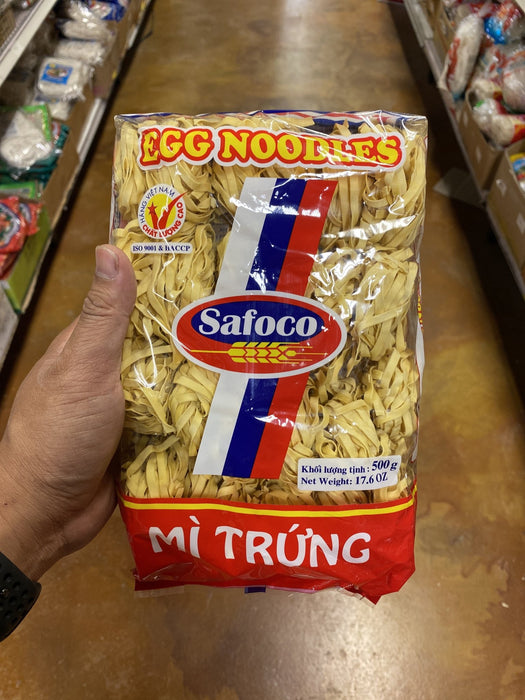 EGG NOODLES
HÀNG VIỆT NAM
CHẤT LƯỢNG CAO
ISO 9001 & HACCP
Safoco
Khối lượng tịnh : 500g
Net Weight: 17.6 OZ
MÌ TRỨNG